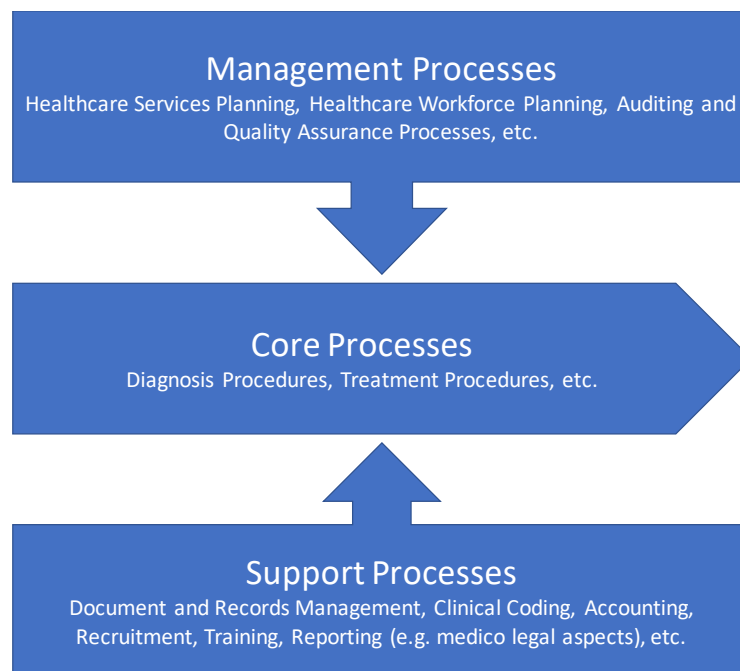 Management Processes
Healthcare Services Planning, Healthcare Workforce Planning, Auditing and
Quality Assurance Processes, etc.
Core Processes
Diagnosis Procedures, Treatment Procedures, etc.
Support Processes
Document and Records Management, Clinical Coding, Accounting,
Recruitment, Training, Reporting (e.g. medico legal aspects), etc.